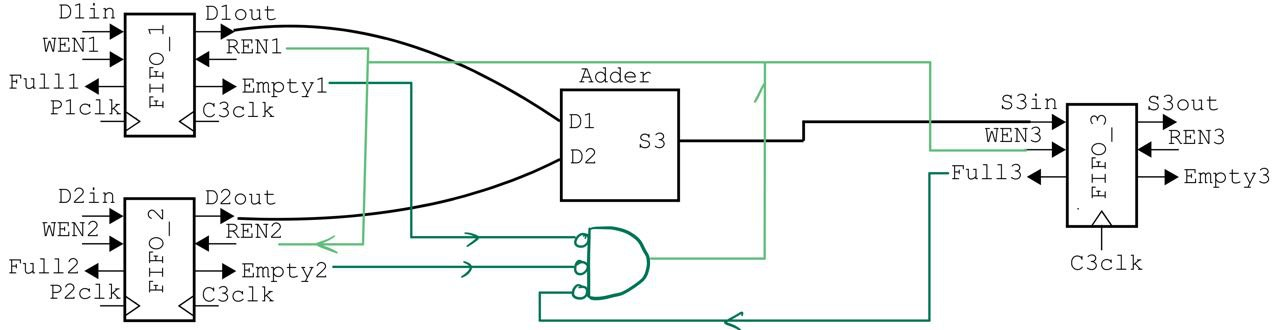 D1in
D1out
WEN1
FIFO_1
REN1
Full1
Empty1
P1clk
C3clk
D2in
D2out
WEN2
FIFO_2
REN2
Full2
Empty2
P2clk
C3clk
Adder
D1
D2
S3
S3in
S3out
WEN3
FIFO_3
REN3
Full3
Empty3
C3clk